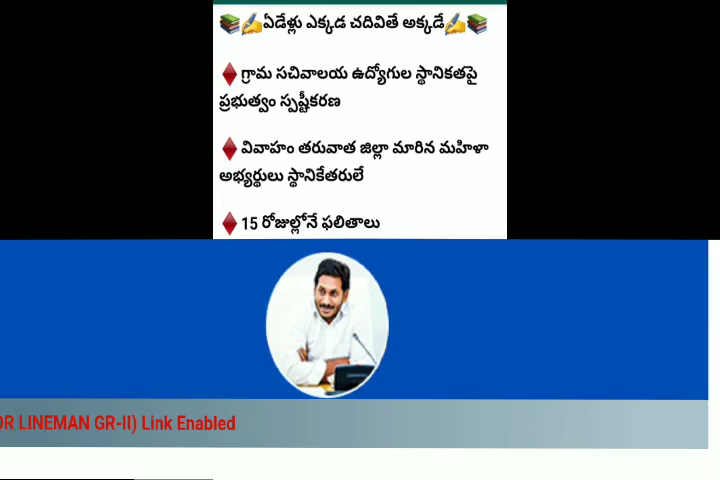 📚✍️ఏడేళ్లు ఎక్కడ చదివితే అక్కడే✍️📚
♦️గ్రామ సచివాలయ ఉద్యోగుల స్థానికతపై
ప్రభుత్వం స్పష్టీకరణ
♦️వివాహం తరువాత జిల్లా మారిన మహిళా
అభ్యర్థులు స్థానికేతరులే
♦️15 రోజుల్లోనే ఫలితాలు
OR LINEMAN GR-II) Link Enabled